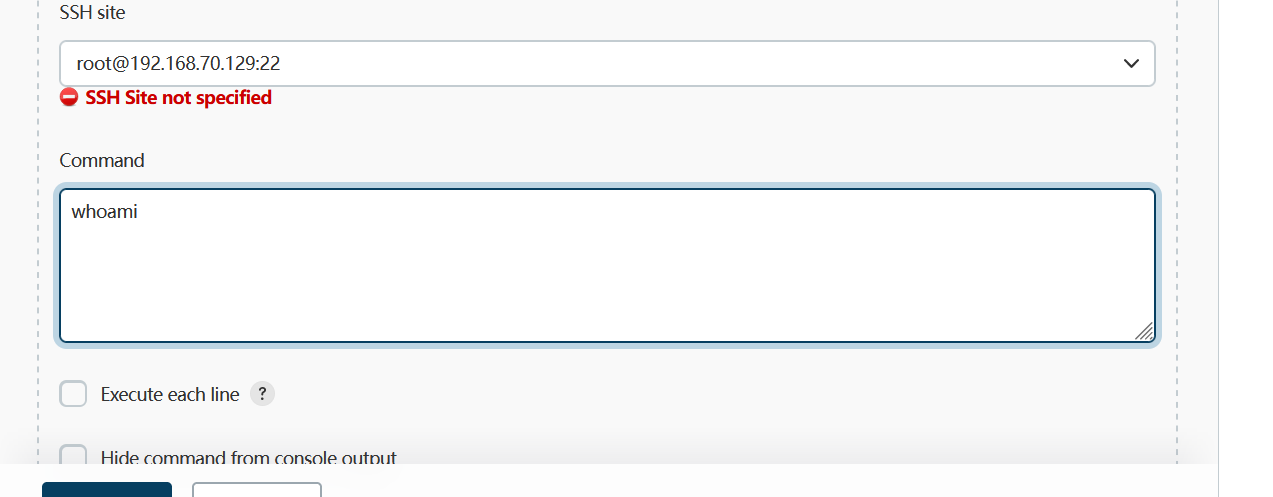 SSH site
root@192.168.70.129:22
SSH Site not specified
Command
whoami
Execute each line ?
Hide command from console output